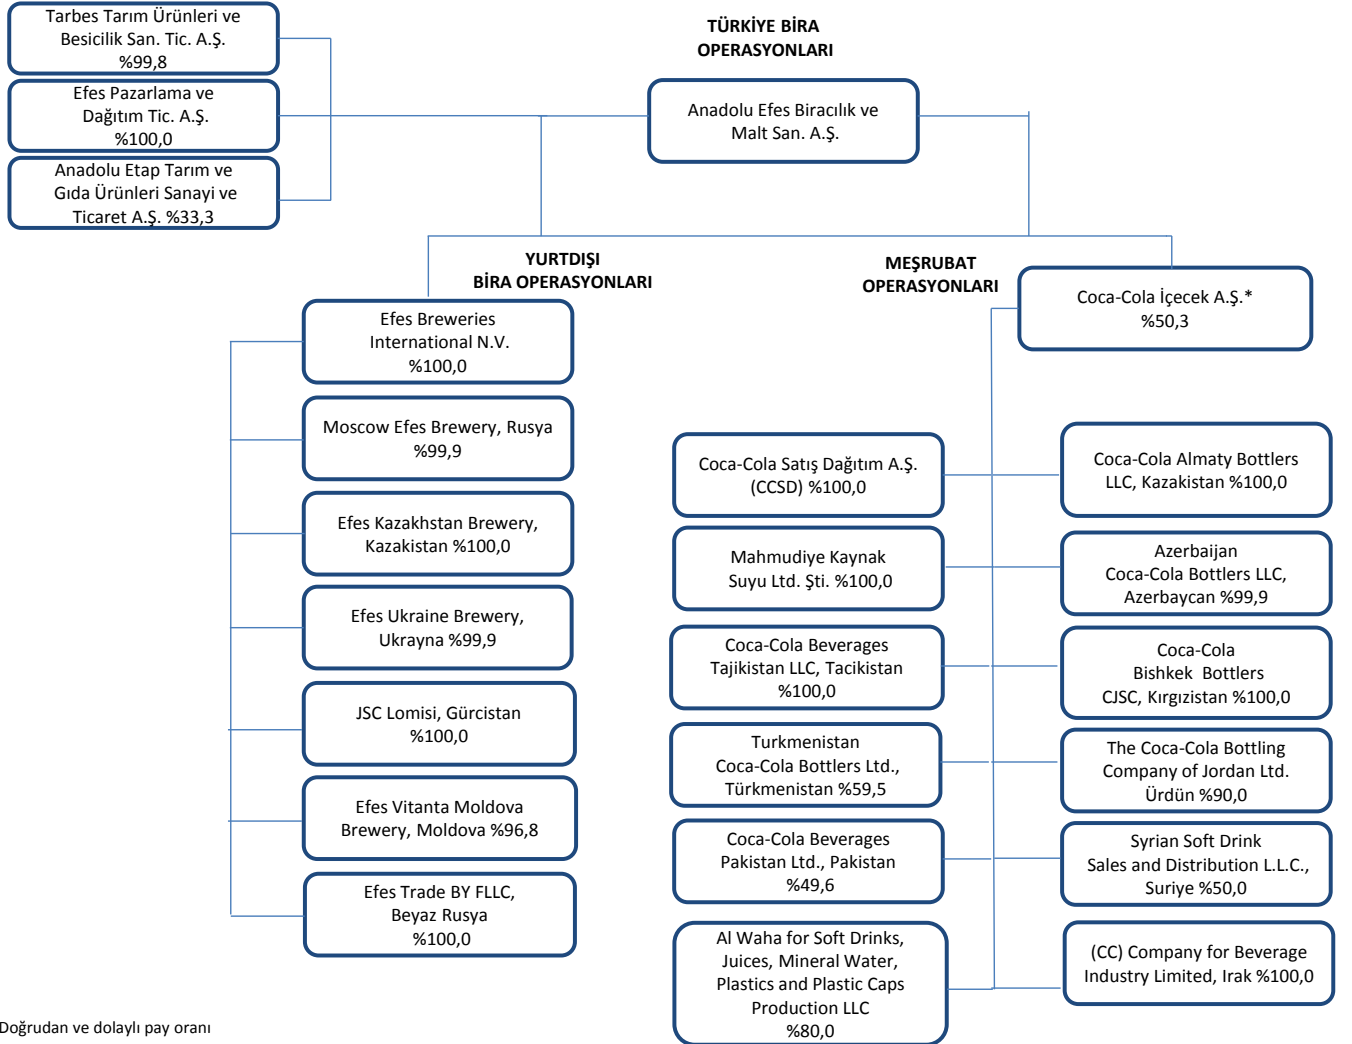 Tarbes Tarım Ürünleri ve
Besicilik San. Tic. A.Ş.
%99,8
Efes Pazarlama ve
Dağıtım Tic. A.Ş.
%100,0
Anadolu Etap Tarım ve
Gıda Ürünleri Sanayi ve
Ticaret A.Ş. %33,3
TÜRKİYE BİRA
OPERASYONLARI
Anadolu Efes Biracılık ve
Malt San. A.Ş.
YURTDIŞI
BİRA OPERASYONLARI
Efes Breweries
International N.V.
%100,0
Moscow Efes Brewery, Rusya
%99,9
Efes Kazakhstan Brewery,
Kazakistan %100,0
Efes Ukraine Brewery,
Ukrayna %99,9
JSC Lomisi, Gürcistan
%100,0
Efes Vitanta Moldova
Brewery, Moldova %96,8
Efes Trade BY FLLC,
Beyaz Rusya
%100,0
MEŞRUBAT
OPERASYONLARI
Coca-Cola İçecek A.Ş.*
%50,3
Coca-Cola Satış Dağıtım A.Ş.
(CCSD) %100,0
Mahmudiye Kaynak
Suyu Ltd. Şti. %100,0
Coca-Cola Beverages
Tajikistan LLC, Tacikistan
%100,0
Turkmenistan
Coca-Cola Bottlers Ltd.,
Türkmenistan %59,5
Coca-Cola Beverages
Pakistan Ltd., Pakistan
%49,6
Al Waha for Soft Drinks,
Juices, Mineral Water,
Plastics and Plastic Caps
Production LLC
%80,0
Coca-Cola Almaty Bottlers
LLC, Kazakistan %100,0
Azerbaijan
Coca-Cola Bottlers LLC,
Azerbaycan %99,9
Coca-Cola
Bishkek Bottlers
CJSC, Kırgızistan %100,0
The Coca-Cola Bottling
Company of Jordan Ltd.
Ürdün %90,0
Syrian Soft Drink
Sales and Distribution L.L.C.,
Suriye %50,0
(CC) Company for Beverage
Industry Limited, Irak %100,0
Doğrudan ve dolaylı pay oranı